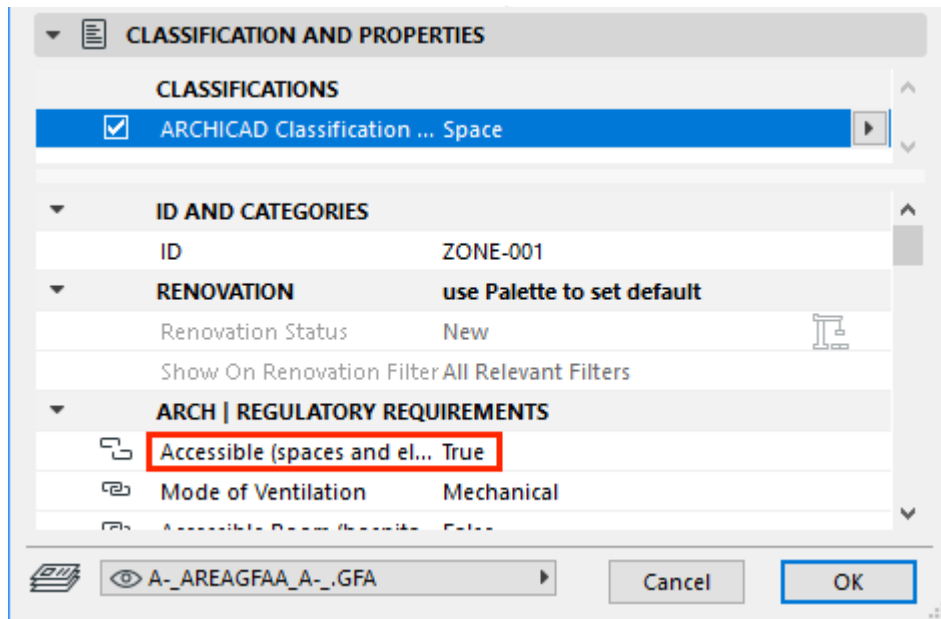 CLASSIFICATION AND PROPERTIES
CLASSIFICATIONS
ARCHICAD Classification ... Space
ID AND CATEGORIES
ID ZONE-001
RENOVATION use Palette to set default
Renovation Status New
Show On Renovation Filter All Relevant Filters
ARCH | REGULATORY REQUIREMENTS
Accessible (spaces and el... True
Mode of Ventilation Mechanical
A-_AREAGFAA_A-_.GFA Cancel OK